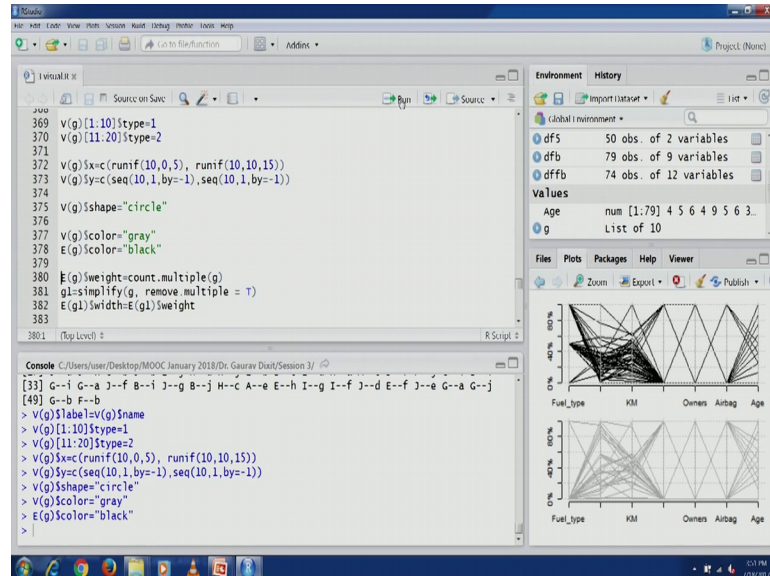 RStudio
File Edit Code View Plots Session Build Debug Profile Tools Help
Go to file/function
Addins
Project: (None)
Source on Save
Run
Source
369 V(g)[1:10]$type=1
370 V(g)[11:20]$type=2
371
372 V(g)$x=c(runif(10,0,5), runif(10,10,15))
373 V(g)$y=c(seq(10,1,by=-1),seq(10,1,by=-1))
374
375 V(g)$shape="circle"
376
377 V(g)$color="gray"
378 E(g)$color="black"
379
380 E(g)$weight=count.multiple(g)
381 g1=simplify(g, remove.multiple = T)
382 E(g1)$width=E(g1)$weight
383
380:1 (Top Level)
R Script
Console C:/Users/user/Desktop/MOOC January 2018/Dr. Gaurav Dixit/Session 3/
[33] G--i G--a J--f B--i J--g B--j H--c A--e E--h I--g I--f J--d E--f J--e G--a G--j
[49] G--b F--b
> V(g)$label=V(g)$name
> V(g)[1:10]$type=1
> V(g)[11:20]$type=2
> V(g)$x=c(runif(10,0,5), runif(10,10,15))
> V(g)$y=c(seq(10,1,by=-1),seq(10,1,by=-1))
> V(g)$shape="circle"
> V(g)$color="gray"
> E(g)$color="black"
>
Environment History
Import Dataset
List
Global Environment
df5 50 obs. of 2 variables
dfb 79 obs. of 9 variables
dffb 74 obs. of 12 variables
Values
Age num [1:79] 4 5 6 4 9 5 6 3…
g List of 10
Files Plots Packages Help Viewer
Zoom Export Publish
0% 40% 80%
Fuel_type KM Owners Airbag Age
0% 40% 80%
Fuel_type KM Owners Airbag Age
3:51 PM